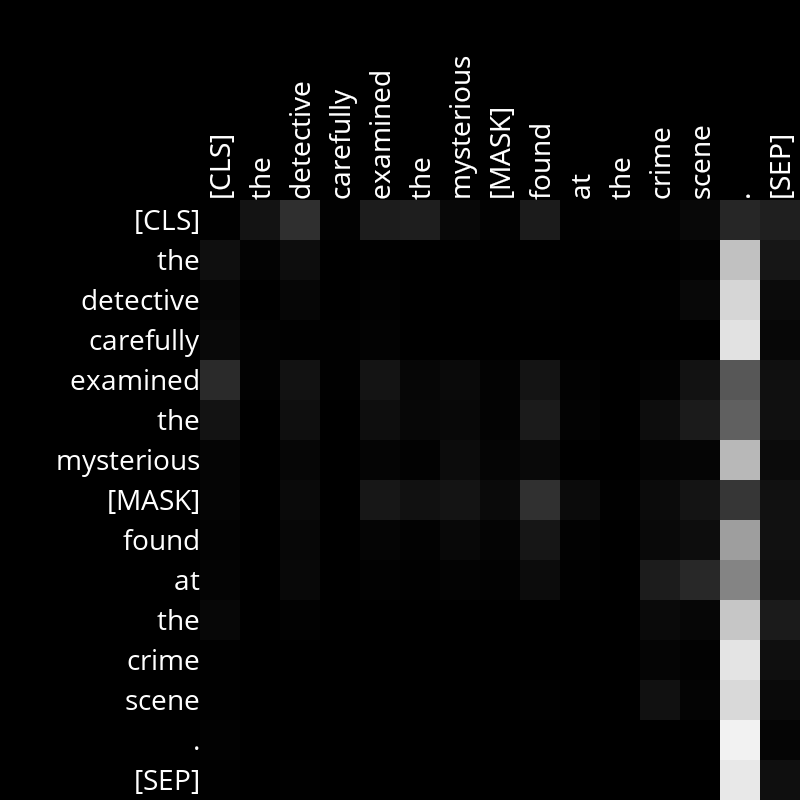 [CLS] the detective carefully examined the mysterious [MASK] found at the crime scene . [SEP]
[CLS]
the
detective
carefully
examined
the
mysterious
[MASK]
found
at
the
crime
scene
.
[SEP]